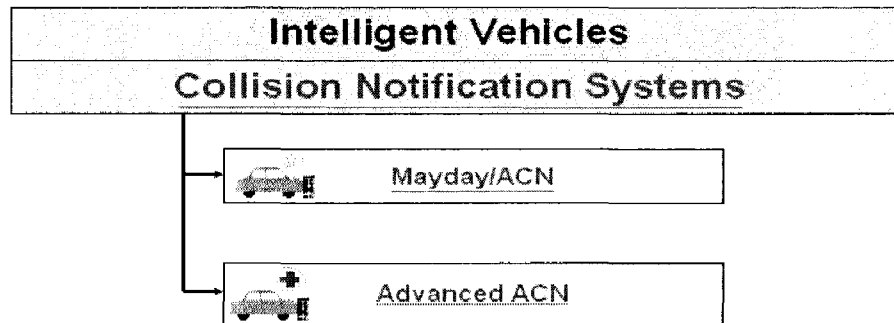 Intelligent Vehicles
Collision Notification Systems
Mayday/ACN
Advanced ACN